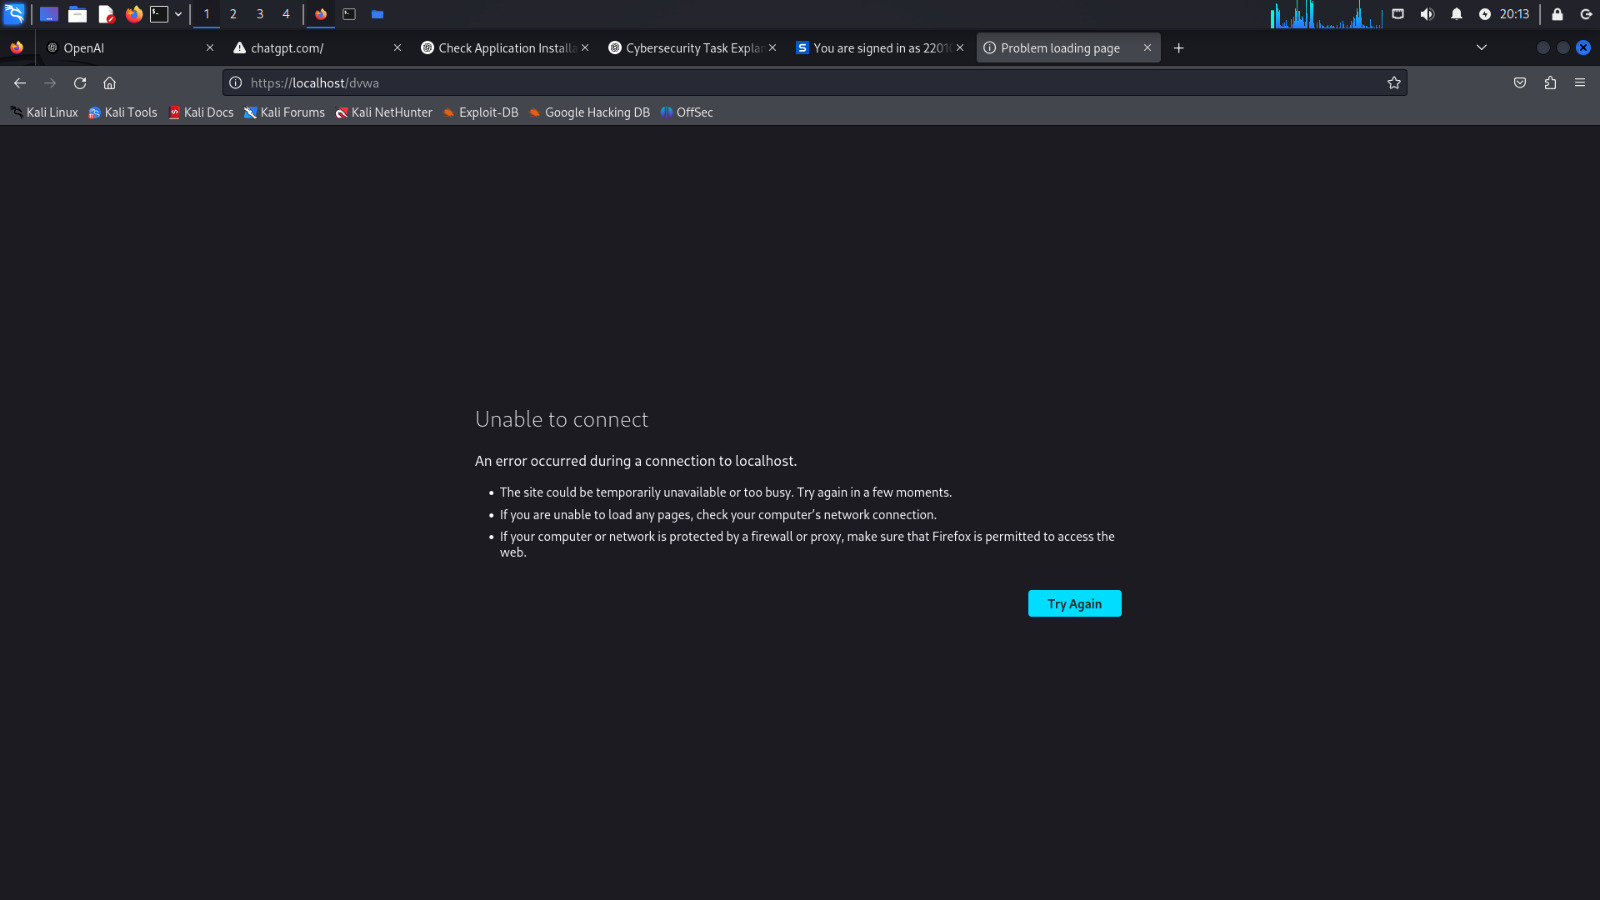 1 2 3 4 20:13
OpenAI chatgpt.com/ Check Application Installa Cybersecurity Task Explan You are signed in as 2201 Problem loading page
https://localhost/dvwa
Kali Linux Kali Tools Kali Docs Kali Forums Kali NetHunter Exploit-DB Google Hacking DB OffSec
Unable to connect
An error occurred during a connection to localhost.
• The site could be temporarily unavailable or too busy. Try again in a few moments.
• If you are unable to load any pages, check your computer's network connection.
• If your computer or network is protected by a firewall or proxy, make sure that Firefox is permitted to access the
web.
Try Again